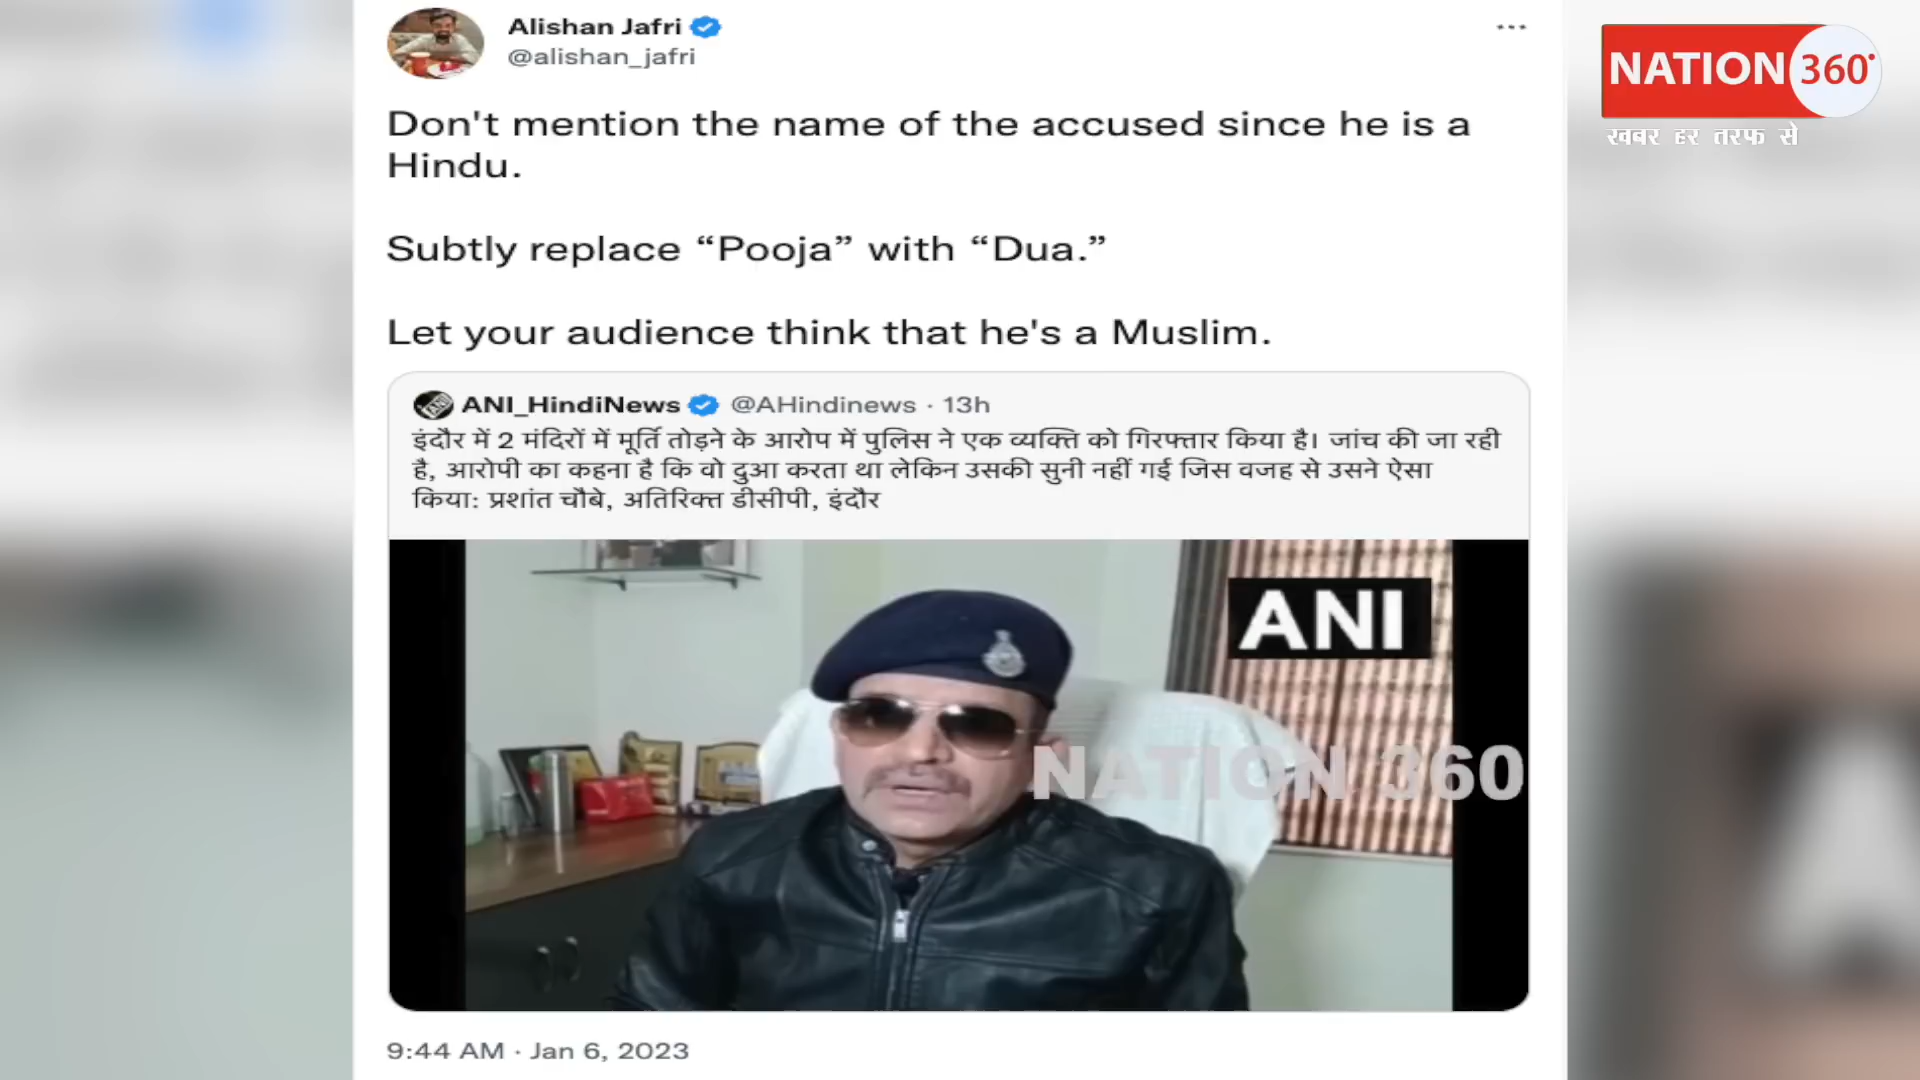 Alishan Jafri
@alishan_jafri
NATION 360°
खबर हर तरफ से
Don't mention the name of the accused since he is a
Hindu.
Subtly replace “Pooja” with “Dua.”
Let your audience think that he's a Muslim.
ANI_HindiNews @AHindinews · 13h
इंदौर में 2 मंदिरों में मूर्ति तोड़ने के आरोप में पुलिस ने एक व्यक्ति को गिरफ्तार किया है। जांच की जा रही
है, आरोपी का कहना है कि वो दुआ करता था लेकिन उसकी सुनी नहीं गई जिस वजह से उसने ऐसा
किया: प्रशांत चौबे, अतिरिक्त डीसीपी, इंदौर
ANI
NATION 360
9:44 AM · Jan 6, 2023